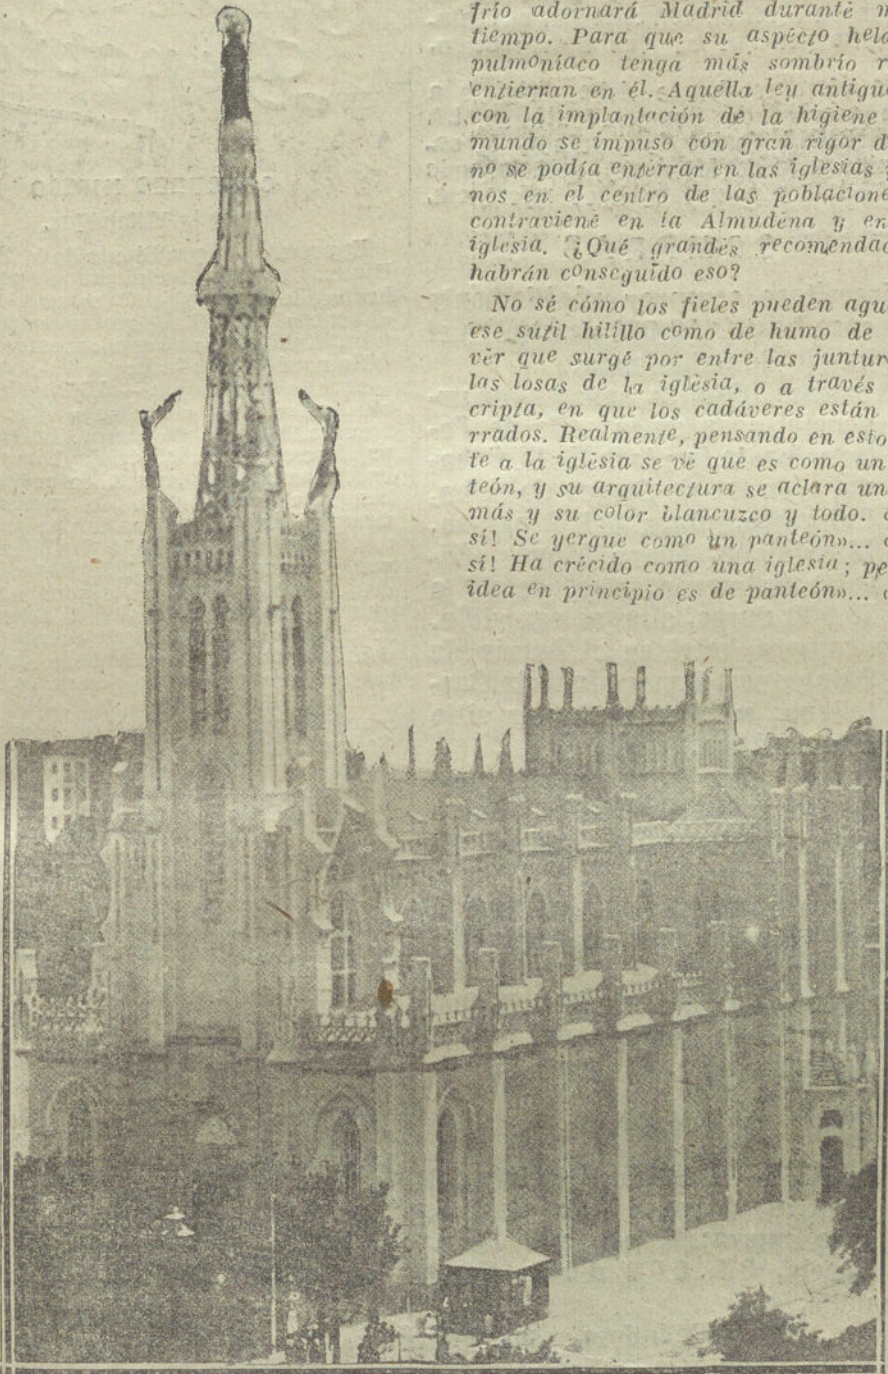 frío adornará Madrid durante
tiempo. Para que su aspecto hela
pulmoníaco tenga más sombrío r
entierran en él. Aquella ley antigua
con la implantación de la higiene
mundo se impuso con gran rigor d
no se podía enterrar en las iglesias
nos en el centro de las poblacione
contraviene en la Almudena y en
iglesia. ¿Qué grandes recomendac
habrán conseguido eso?
No sé cómo los fieles pueden agu
ese sutil hilillo como de humo de
ver que surge por entre las juntur
las losas de la iglesia, o a través
cripta, en que los cadáveres están
rrados. Realmente, pensando en esto
te a la iglesia se ve que es como un
teón, y su arquitectura se aclara un
más y su color blancuzco y todo.
sí! Se yergue como un panteón»...
sí! Ha crecido como una iglesia; pe
idea en principio es de panteón»...